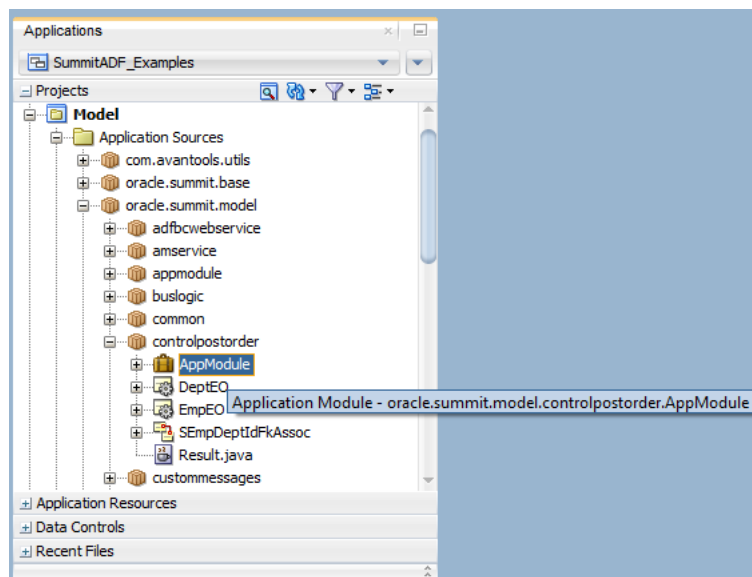 Applications
SummitADF_Examples
Projects
Model
Application Sources
com.avantools.utils
oracle.summit.base
oracle.summit.model
adfbcwebservice
amservice
appmodule
buslogic
common
controlpostorder
AppModule
DeptEO
Application Module - oracle.summit.model.controlpostorder.AppModule
EmpEO
SEmpDeptIdFkAssoc
Result.java
custommessages
Application Resources
Data Controls
Recent Files